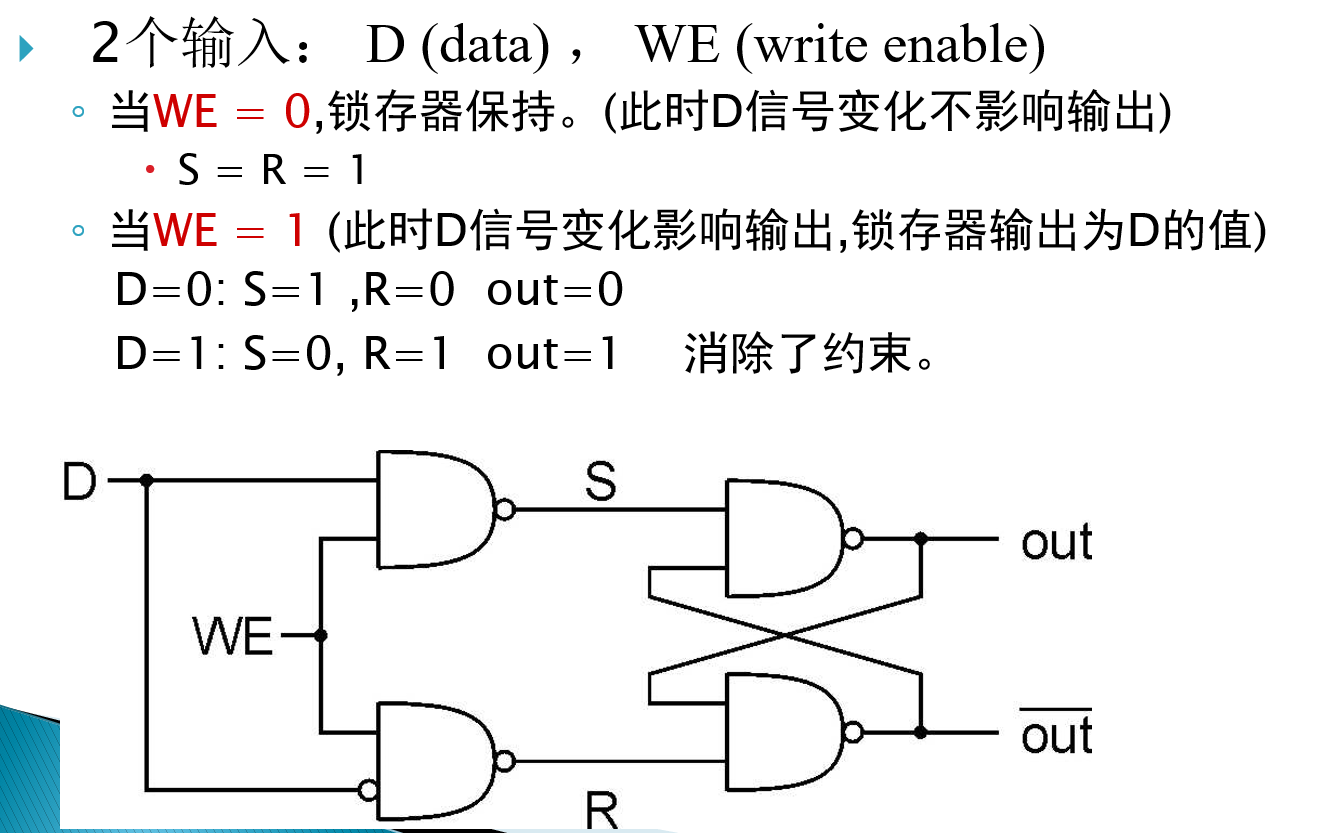 2个输入： D (data) ， WE (write enable)
当WE = 0,锁存器保持。(此时D信号变化不影响输出)
S = R = 1
当WE = 1 (此时D信号变化影响输出,锁存器输出为D的值)
D=0: S=1 ,R=0 out=0
D=1: S=0, R=1 out=1 消除了约束。
D
S
out
WE
out
R